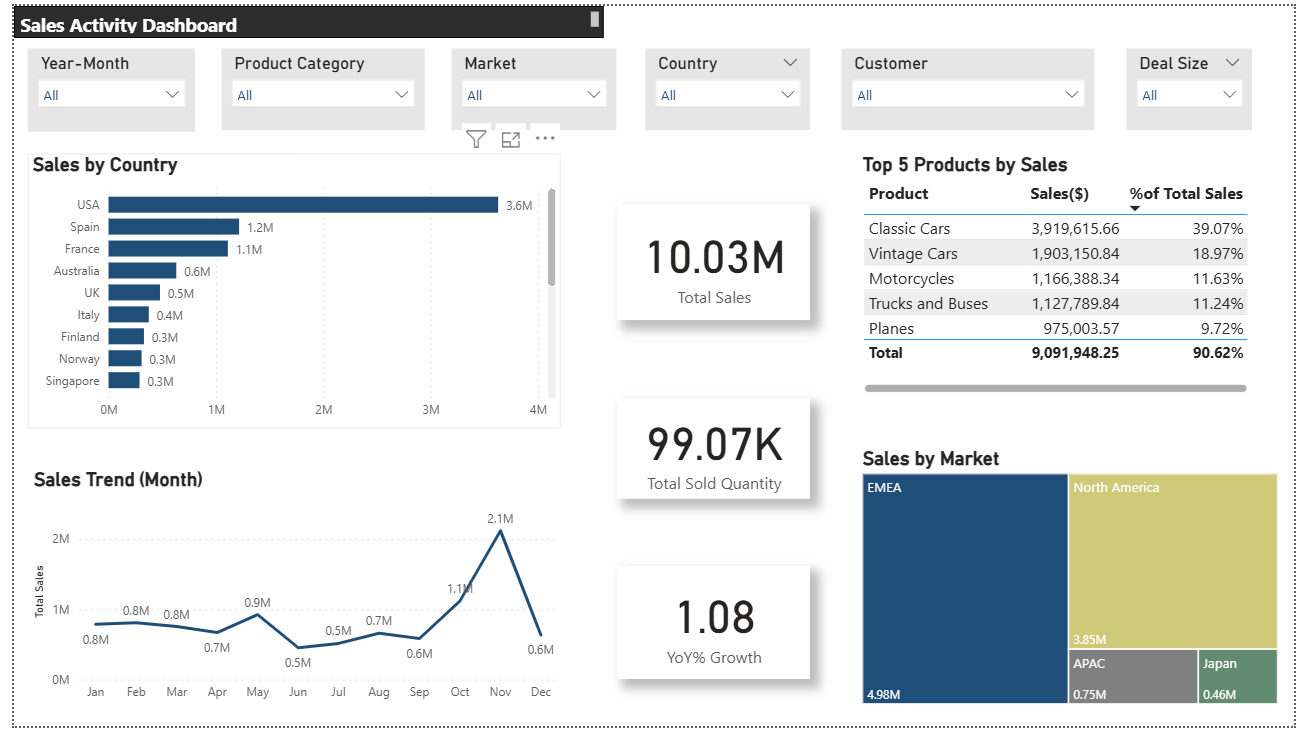 Sales Activity Dashboard
Year-Month Product Category Market Country Customer Deal Size
All All All All All All
Sales by Country
USA 3.6M
Spain 1.2M
France 1.1M
Australia 0.6M
UK 0.5M
Italy 0.4M
Finland 0.3M
Norway 0.3M
Singapore 0.3M
0M 1M 2M 3M 4M
10.03M
Total Sales
99.07K
Total Sold Quantity
1.08
YoY% Growth
Top 5 Products by Sales
Product Sales($) %of Total Sales
Classic Cars 3,919,615.66 39.07%
Vintage Cars 1,903,150.84 18.97%
Motorcycles 1,166,388.34 11.63%
Trucks and Buses 1,127,789.84 11.24%
Planes 975,003.57 9.72%
Total 9,091,948.25 90.62%
Sales Trend (Month)
Total Sales
2M
1M
0M
0.8M 0.8M 0.8M 0.7M 0.9M 0.5M 0.5M 0.7M 0.6M 1.1M 2.1M 0.6M
Jan Feb Mar Apr May Jun Jul Aug Sep Oct Nov Dec
Sales by Market
EMEA
4.98M
North America
3.85M
APAC
0.75M
Japan
0.46M